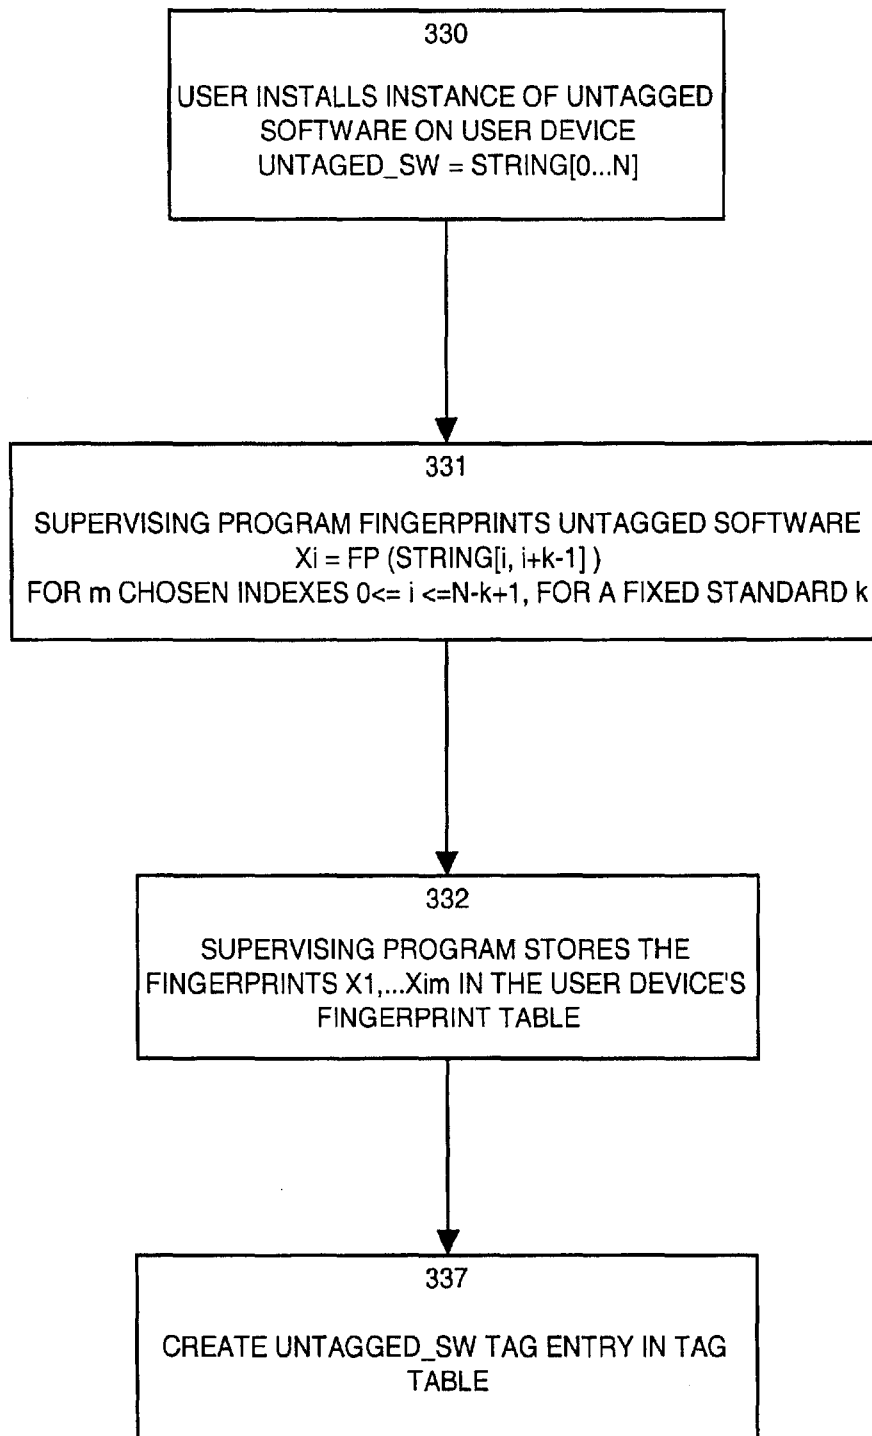 330
USER INSTALLS INSTANCE OF UNTAGGED
SOFTWARE ON USER DEVICE
UNTAGED_SW = STRING[0...N]
331
SUPERVISING PROGRAM FINGERPRINTS UNTAGGED SOFTWARE
Xi = FP (STRING[i, i+k-1] )
FOR m CHOSEN INDEXES 0<= i <=N-k+1, FOR A FIXED STANDARD k
332
SUPERVISING PROGRAM STORES THE
FINGERPRINTS X1,...Xim IN THE USER DEVICE'S
FINGERPRINT TABLE
337
CREATE UNTAGGED_SW TAG ENTRY IN TAG
TABLE